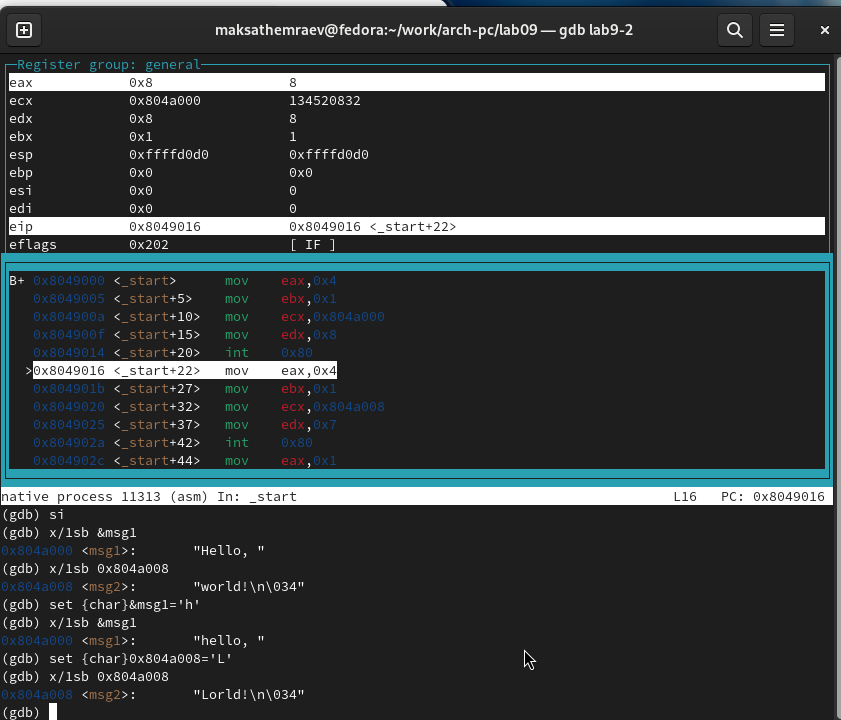 maksathemraev@fedora:~/work/arch-pc/lab09 — gdb lab9-2
Register group: general
eax 0x8 8
ecx 0x804a000 134520832
edx 0x8 8
ebx 0x1 1
esp 0xffffd0d0 0xffffd0d0
ebp 0x0 0x0
esi 0x0 0
edi 0x0 0
eip 0x8049016 0x8049016 <_start+22>
eflags 0x202 [ IF ]
B+ 0x8049000 <_start> mov eax,0x4
0x8049005 <_start+5> mov ebx,0x1
0x804900a <_start+10> mov ecx,0x804a000
0x804900f <_start+15> mov edx,0x8
0x8049014 <_start+20> int 0x80
>0x8049016 <_start+22> mov eax,0x4
0x804901b <_start+27> mov ebx,0x1
0x8049020 <_start+32> mov ecx,0x804a008
0x8049025 <_start+37> mov edx,0x7
0x804902a <_start+42> int 0x80
0x804902c <_start+44> mov eax,0x1
native process 11313 (asm) In: _start L16 PC: 0x8049016
(gdb) si
(gdb) x/1sb &msg1
0x804a000 <msg1>: "Hello, "
(gdb) x/1sb 0x804a008
0x804a008 <msg2>: "world!\n\034"
(gdb) set {char}&msg1='h'
(gdb) x/1sb &msg1
0x804a000 <msg1>: "hello, "
(gdb) set {char}0x804a008='L'
(gdb) x/1sb 0x804a008
0x804a008 <msg2>: "Lorld!\n\034"
(gdb)